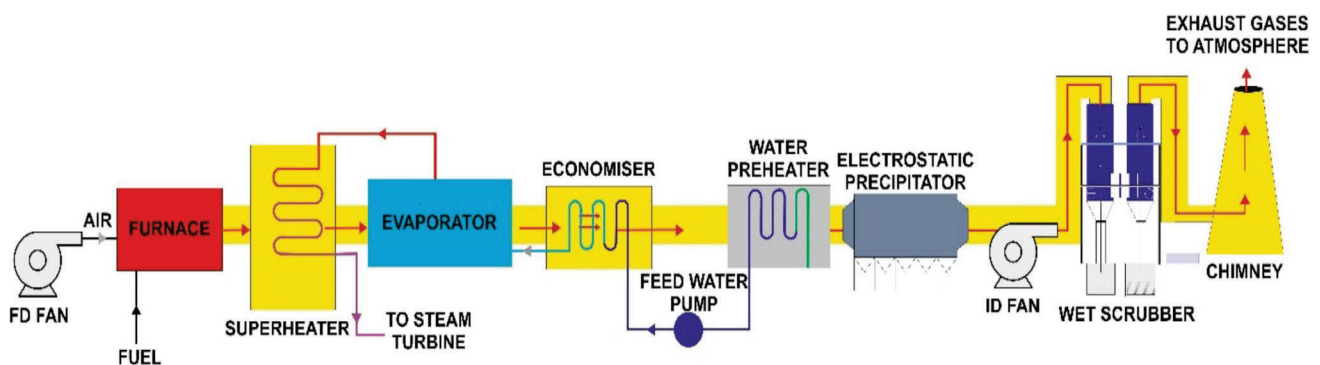 EXHAUST GASES
TO ATMOSPHERE
WATER
PREHEATER
ELECTROSTATIC
PRECIPITATOR
ECONOMISER
AIR
FURNACE
EVAPORATOR
FD FAN
FUEL
SUPERHEATER
TO STEAM
TURBINE
FEED WATER
PUMP
ID FAN
WET SCRUBBER
CHIMNEY